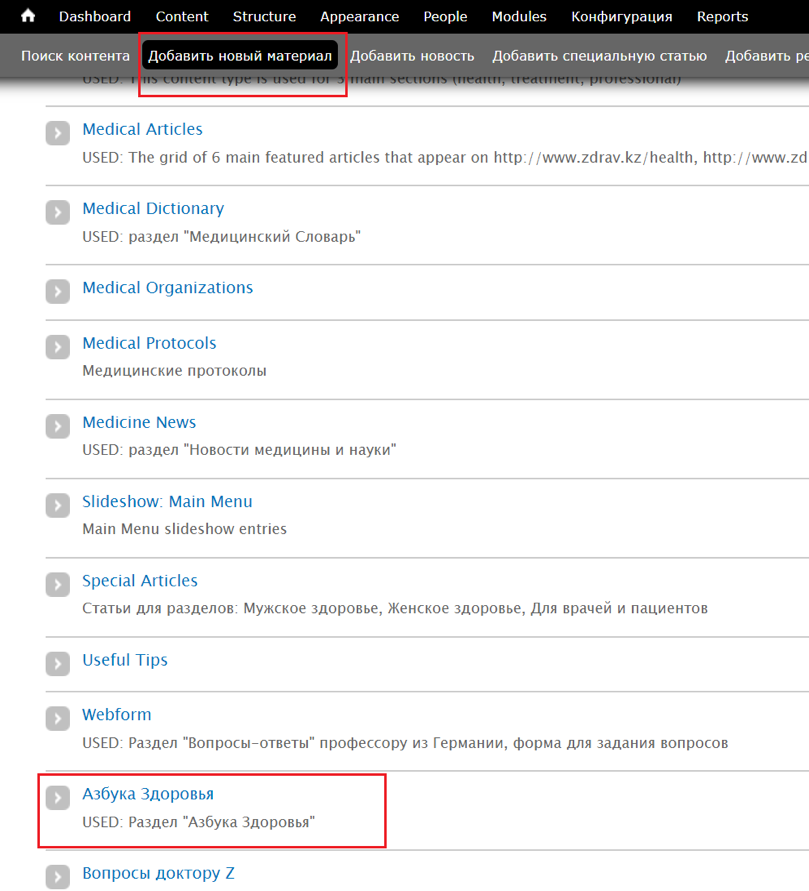 Dashboard Content Structure Appearance People Modules Конфигурация Reports
Поиск контента Добавить новый материал Добавить новость Добавить специальную статью Добавить ре
USED: This content type is used for 3 main sections (health, treatment, professional)
Medical Articles
USED: The grid of 6 main featured articles that appear on http://www.zdrav.kz/health, http://www.zd
Medical Dictionary
USED: раздел "Медицинский Словарь"
Medical Organizations
Medical Protocols
Медицинские протоколы
Medicine News
USED: раздел "Новости медицины и науки"
Slideshow: Main Menu
Main Menu slideshow entries
Special Articles
Статьи для разделов: Мужское здоровье, Женское здоровье, Для врачей и пациентов
Useful Tips
Webform
USED: Раздел "Вопросы-ответы" профессору из Германии, форма для задания вопросов
Азбука Здоровья
USED: Раздел "Азбука Здоровья"
Вопросы доктору Z